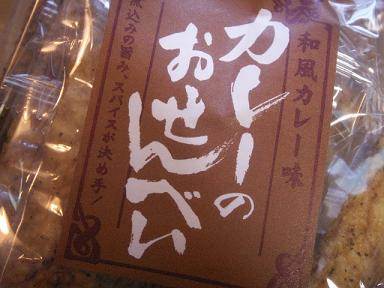 和風カレー味
カレーの
おせんべい
煮込みの旨み、スパイスが決め手!